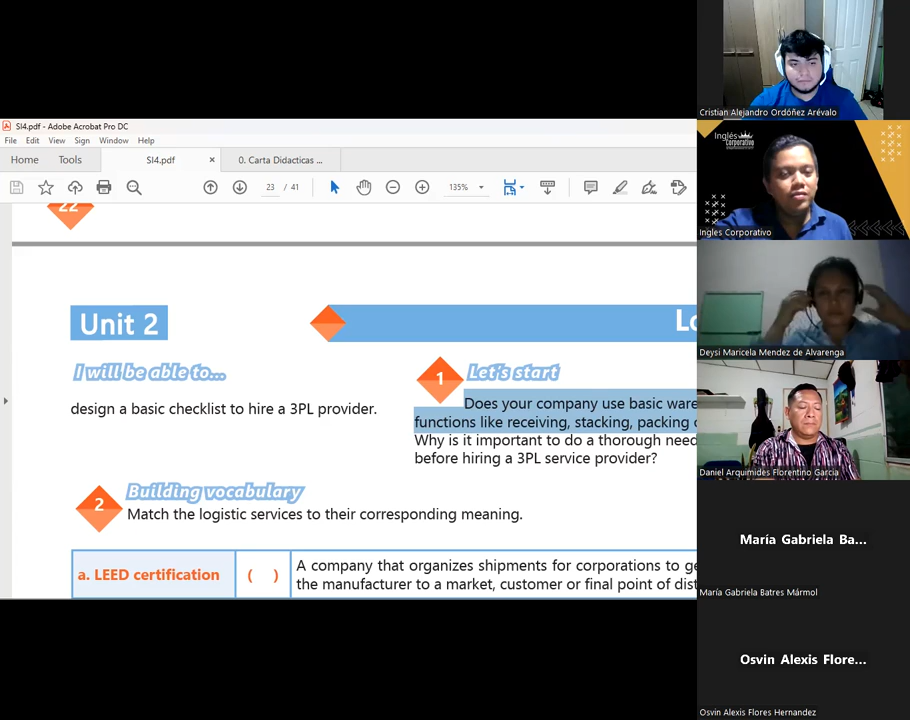 SI4.pdf - Adobe Acrobat Pro DC
File Edit View Sign Window Help
Home Tools SI4.pdf × 0. Carta Didacticas ...
23 / 41 135%
22
Unit 2
Lo
I will be able to...
design a basic checklist to hire a 3PL provider.
1 Let's start
Does your company use basic ware
functions like receiving, stacking, packing
Why is it important to do a thorough need
before hiring a 3PL service provider?
2 Building vocabulary
Match the logistic services to their corresponding meaning.
a. LEED certification ( ) A company that organizes shipments for corporations to ge
the manufacturer to a market, customer or final point of dist
Cristian Alejandro Ordóñez Arévalo
Inglés
Corporativo
Ingles Corporativo
Deysi Maricela Mendez de Alvarenga
Daniel Arquimides Florentino Garcia
María Gabriela Ba...
María Gabriela Batres Mármol
Osvin Alexis Flore...
Osvin Alexis Flores Hernandez